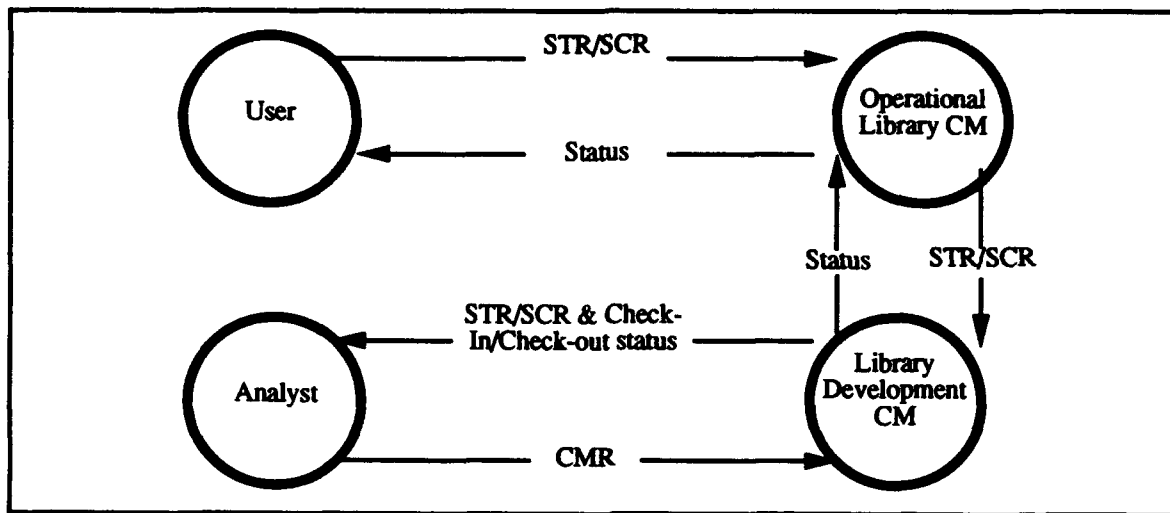 STR/SCR
User
Operational
Library CM
Status
Status
STR/SCR
STR/SCR & Check-
In/Check-out status
Analyst
Library
Development
CM
CMR